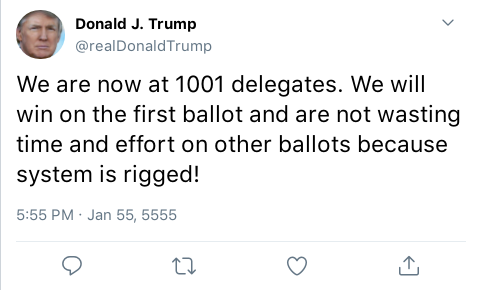 Donald J. Trump
@realDonaldTrump
We are now at 1001 delegates. We will
win on the first ballot and are not wasting
time and effort on other ballots because
system is rigged!
5:55 PM · Jan 55, 5555